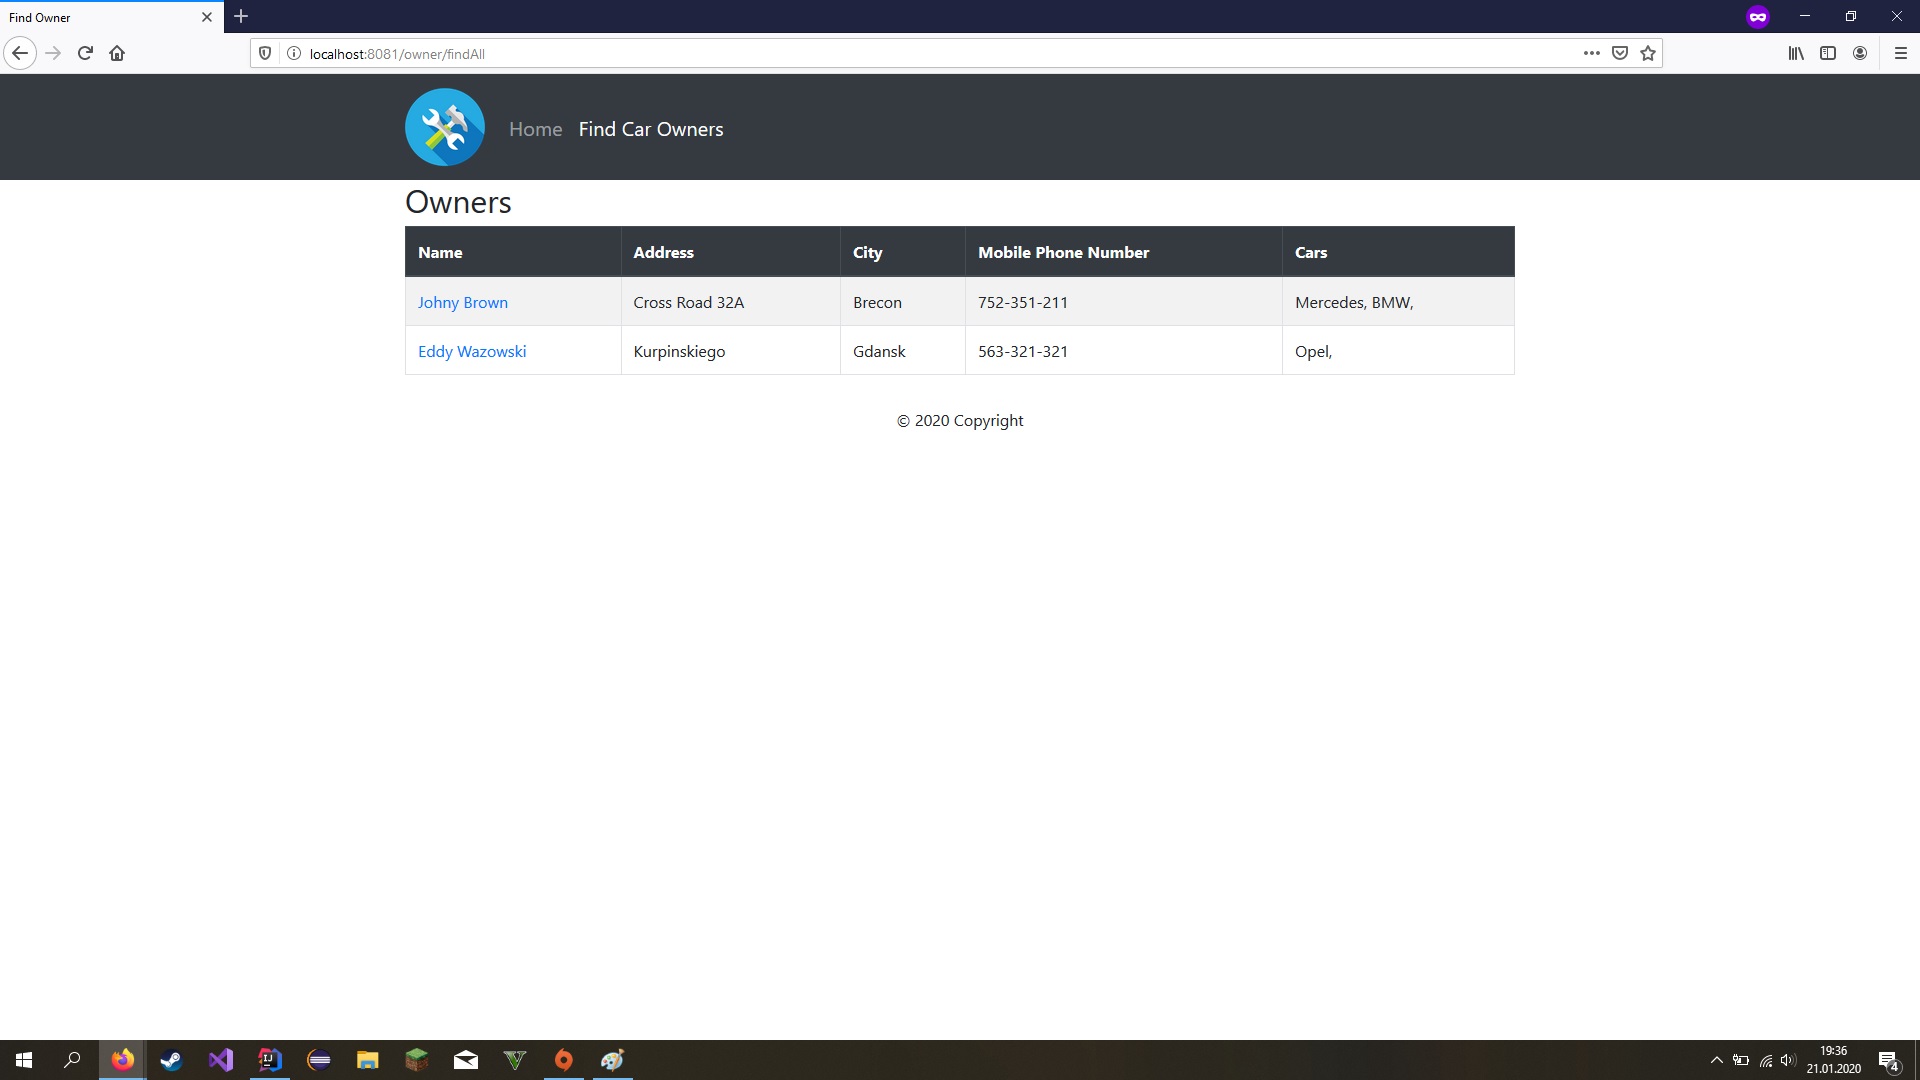 Find Owner
localhost:8081/owner/findAll
Home Find Car Owners
Owners
Name Address City Mobile Phone Number Cars
Johny Brown Cross Road 32A Brecon 752-351-211 Mercedes, BMW,
Eddy Wazowski Kurpinskiego Gdansk 563-321-321 Opel,
© 2020 Copyright
IJ
V
19:36
21.01.2020
4